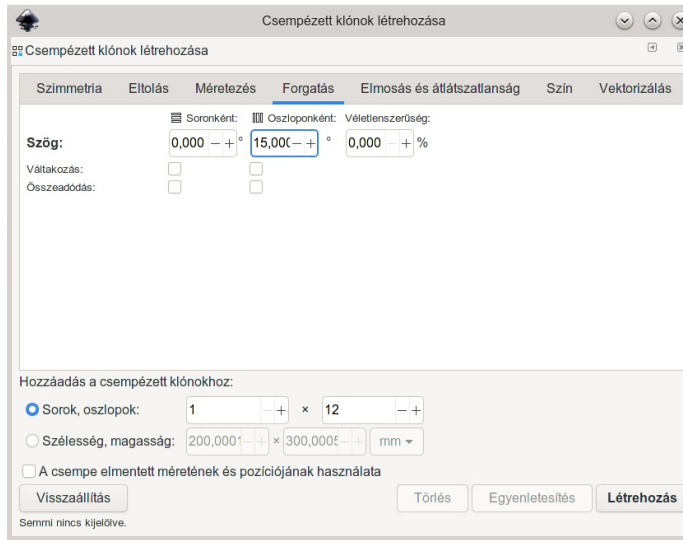 Csempézett klónok létrehozása
Csempézett klónok létrehozása
Szimmetria Eltolás Méretezés Forgatás Elmosás és átlátszatlanság Szín Vektorizálás
Soronként: Oszloponként: Véletlenszerűség:
Szög: 0,000 − + ° 15,000 − + ° 0,000 − + %
Váltakozás:
Összeadódás:
Hozzáadás a csempézett klónokhoz:
Sorok, oszlopok: 1 − + × 12 − +
Szélesség, magasság: 200,0001 − + × 300,0005 − + mm
A csempe elmentett méretének és pozíciójának használata
Visszaállítás Törlés Egyenletesítés Létrehozás
Semmi nincs kijelölve.